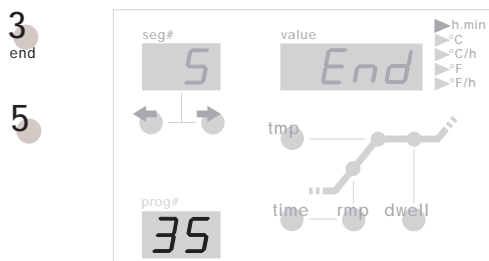 3
end
5
seg#
value
h.min
°C
°C/h
°F
°F/h
5
End
tmp
time
rmp
dwell
prog#
35